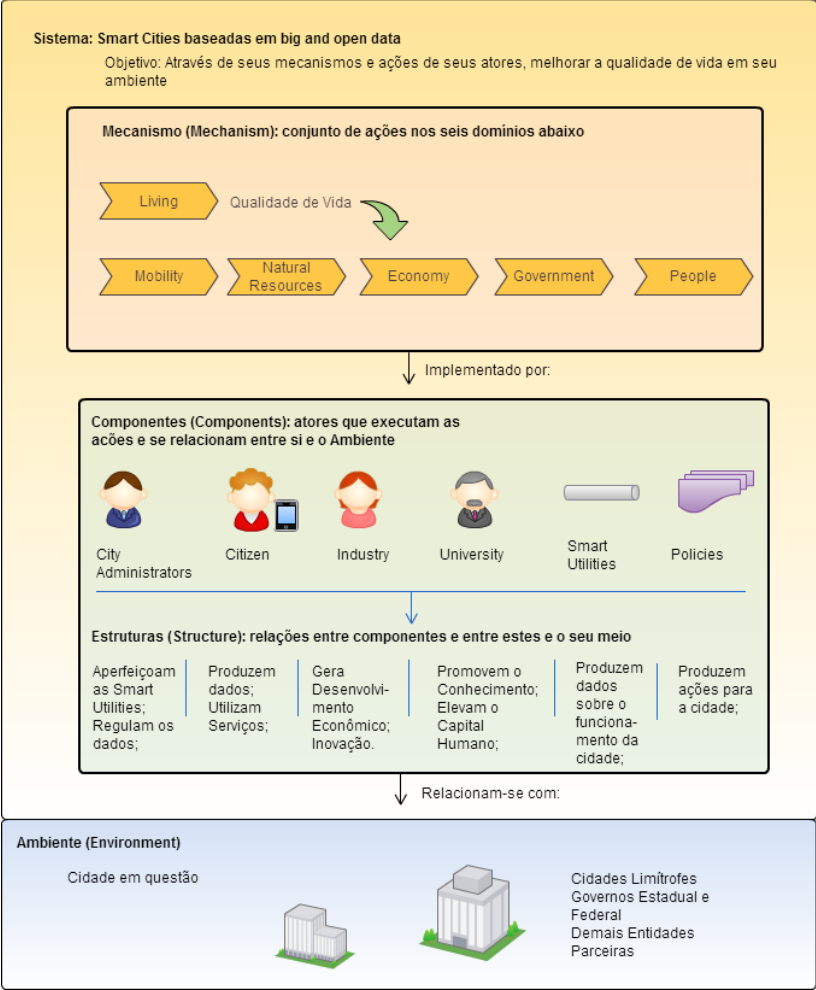 Sistema: Smart Cities baseadas em big and open data
Objetivo: Através de seus mecanismos e ações de seus atores, melhorar a qualidade de vida em seu
ambiente
Mecanismo (Mechanism): conjunto de ações nos seis domínios abaixo
Living
Qualidade de Vida
Mobility
Natural
Resources
Economy
Government
People
Implementado por:
Componentes (Components): atores que executam as
acões e se relacionam entre si e o Ambiente
City
Administrators
Citizen
Industry
University
Smart
Utilities
Policies
Estruturas (Structure): relações entre componentes e entre estes e o seu meio
Aperfeiçoam
as Smart
Utilities;
Regulam os
dados;
Produzem
dados;
Utilizam
Serviços;
Gera
Desenvolvi-
mento
Econômico;
Inovação.
Promovem o
Conhecimento;
Elevam o
Capital
Humano;
Produzem
dados
sobre o
funciona-
mento da
cidade;
Produzem
ações para
a cidade;
Relacionam-se com:
Ambiente (Environment)
Cidade em questão
Cidades Limítrofes
Governos Estadual e
Federal
Demais Entidades
Parceiras